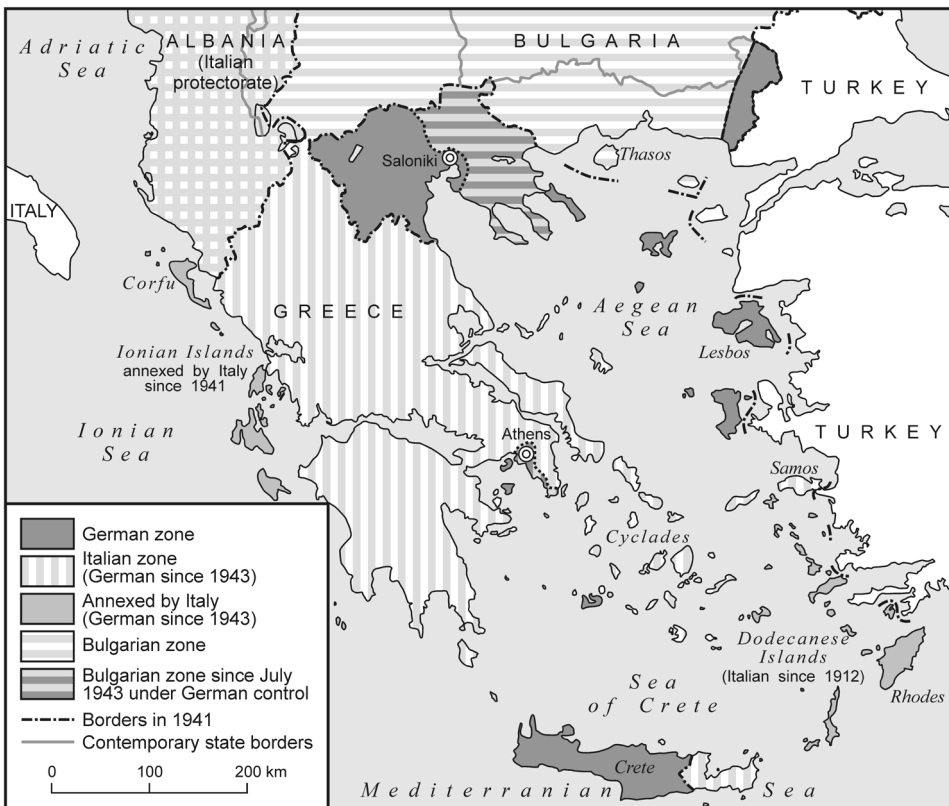 Adriatic
Sea
ALBANIA
(Italian
protectorate)
BULGARIA
TURKEY
ITALY
Saloniki
Thasos
Corfu
GREECE
Aegean
Sea
Lesbos
Ionian Islands
annexed by Italy
since 1941
Ionian
Sea
Athens
TURKEY
Samos
Cyclades
Dodecanese
Islands
(Italian since 1912)
Rhodes
Sea
of Crete
Crete
Mediterranean Sea
German zone
Italian zone
(German since 1943)
Annexed by Italy
(German since 1943)
Bulgarian zone
Bulgarian zone since July
1943 under German control
Borders in 1941
Contemporary state borders
0 100 200 km